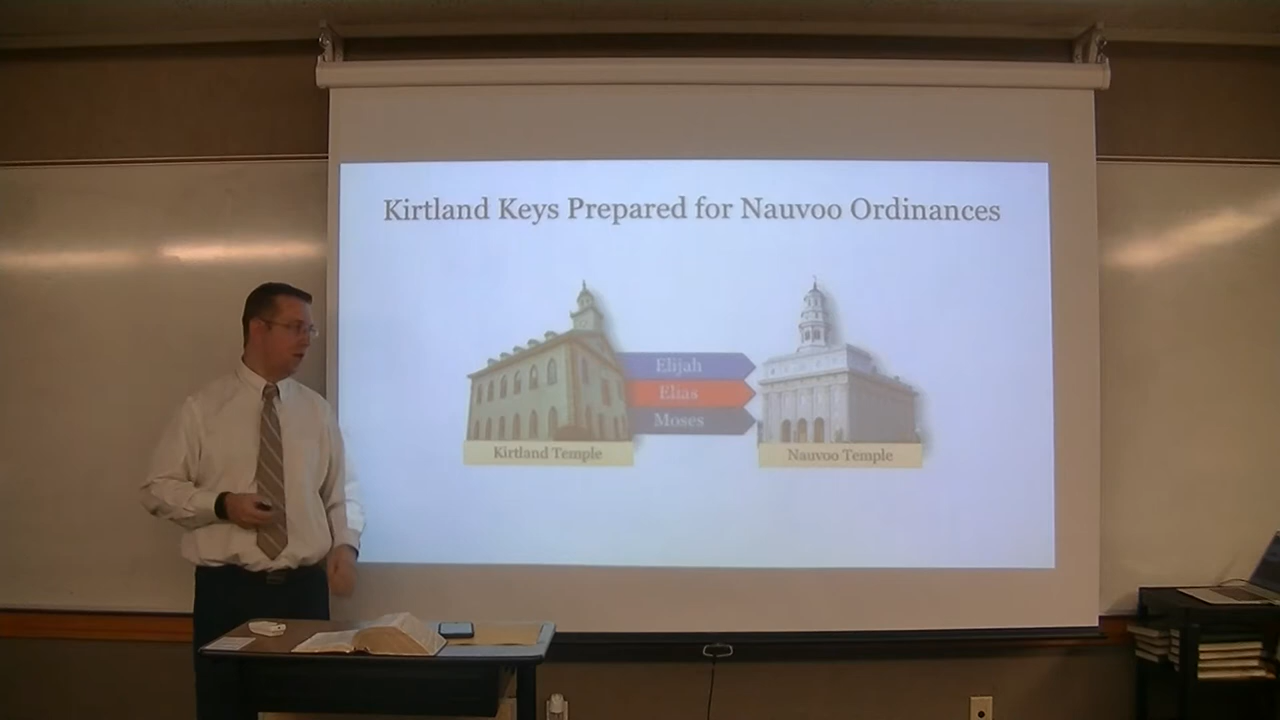 Kirtland Keys Prepared for Nauvoo Ordinances
Elijah
Elias
Moses
Kirtland Temple
Nauvoo Temple